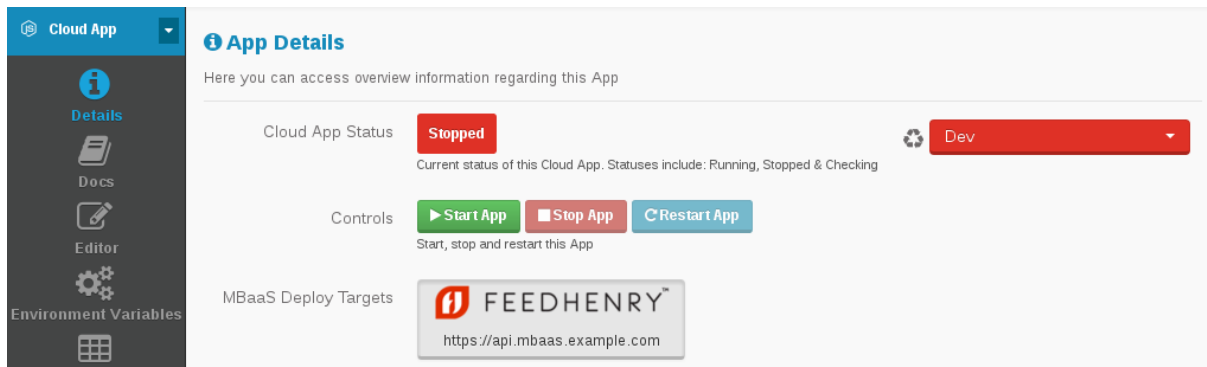 Cloud App
Details
Docs
Editor
Environment Variables
App Details
Here you can access overview information regarding this App
Cloud App Status
Stopped
Dev
Current status of this Cloud App. Statuses include: Running, Stopped & Checking
Controls
Start App
Stop App
Restart App
Start, stop and restart this App
MBaaS Deploy Targets
FEEDHENRY™
https://api.mbaas.example.com